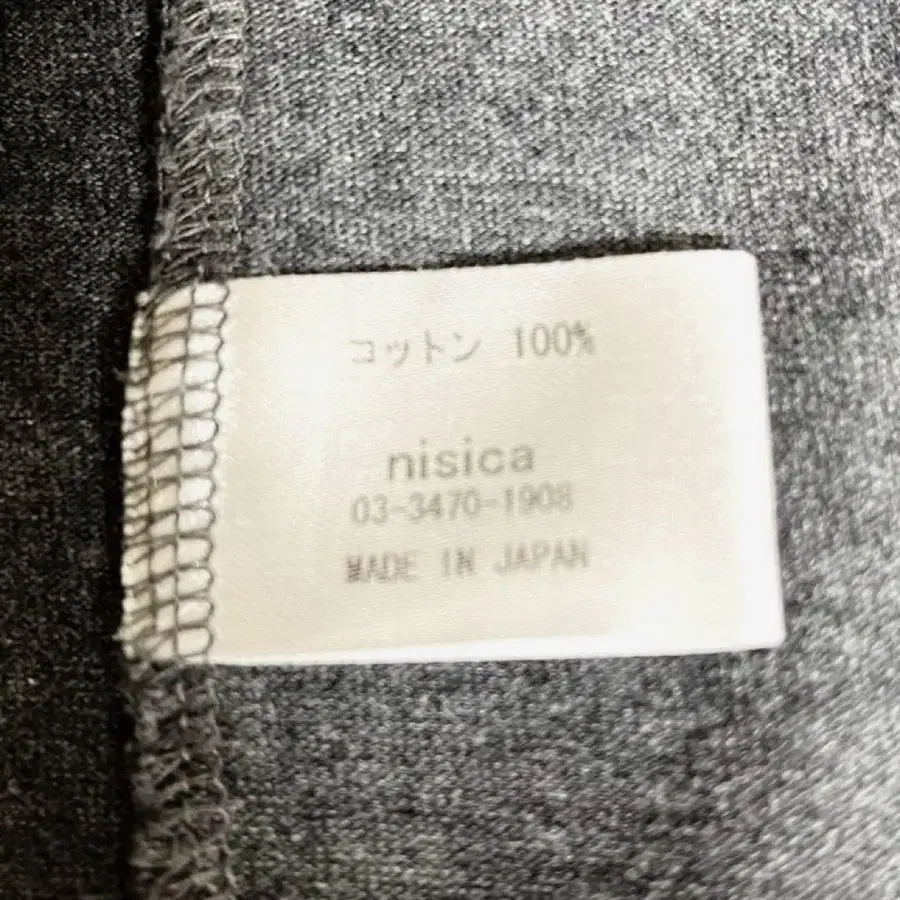 コットン 100%
nisica
03-3470-1908
MADE IN JAPAN